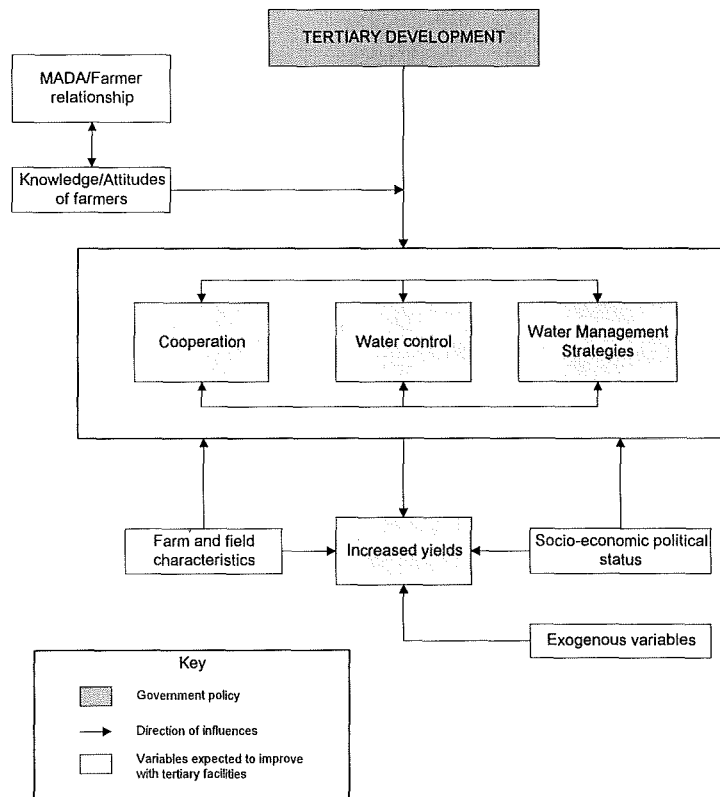 TERTIARY DEVELOPMENT
MADA/Farmer
relationship
Knowledge/Attitudes
of farmers
Cooperation
Water control
Water Management
Strategies
Farm and field
characteristics
Increased yields
Socio-economic political
status
Exogenous variables
Key
Government policy
Direction of influences
Variables expected to improve
with tertiary facilities